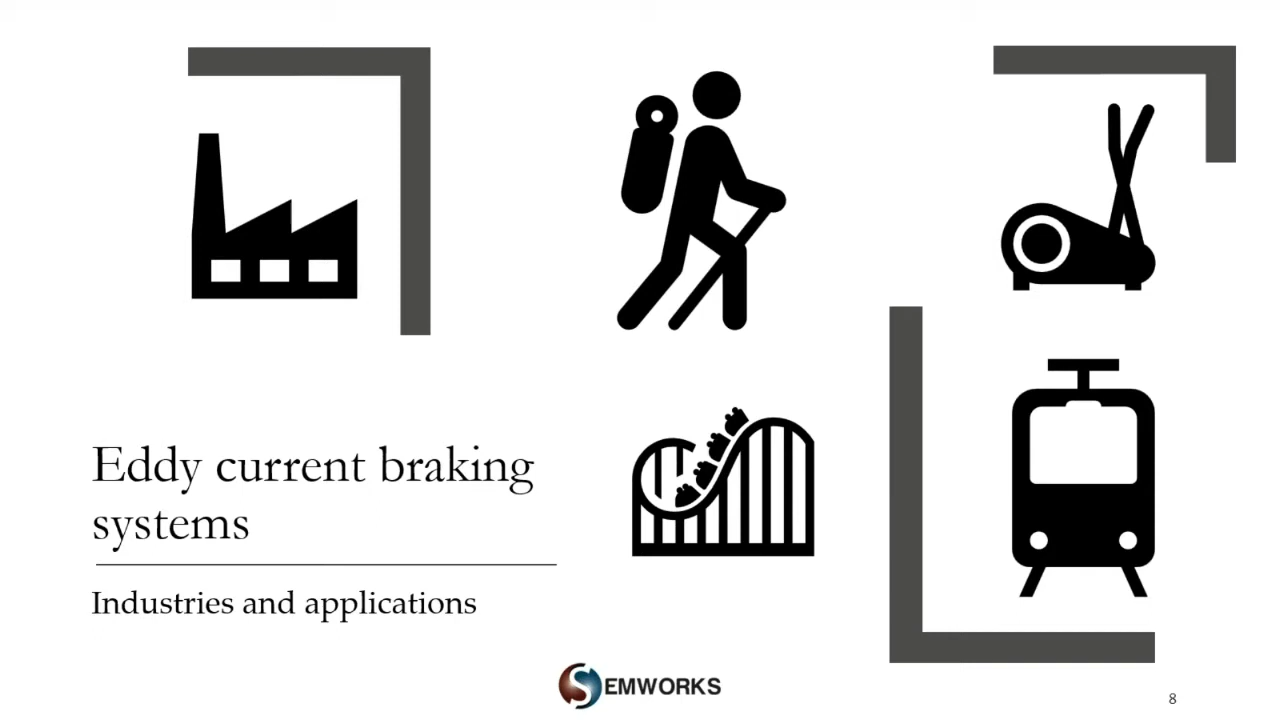 Eddy current braking
systems
Industries and applications
EMWORKS
8